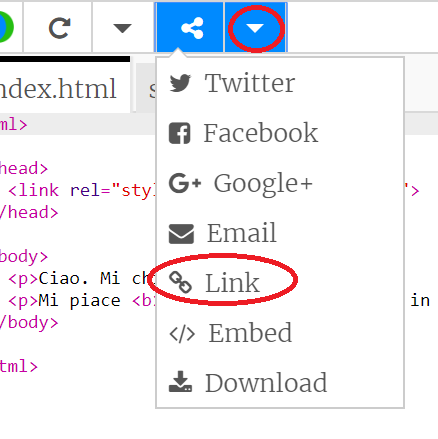 ndex.html s
ml>
head>
<link rel="styl ">
/head>
body>
<p>Ciao. Mi ch
<p>Mi piace <b in
/body>
tml>
Twitter
Facebook
Google+
Email
Link
Embed
Download